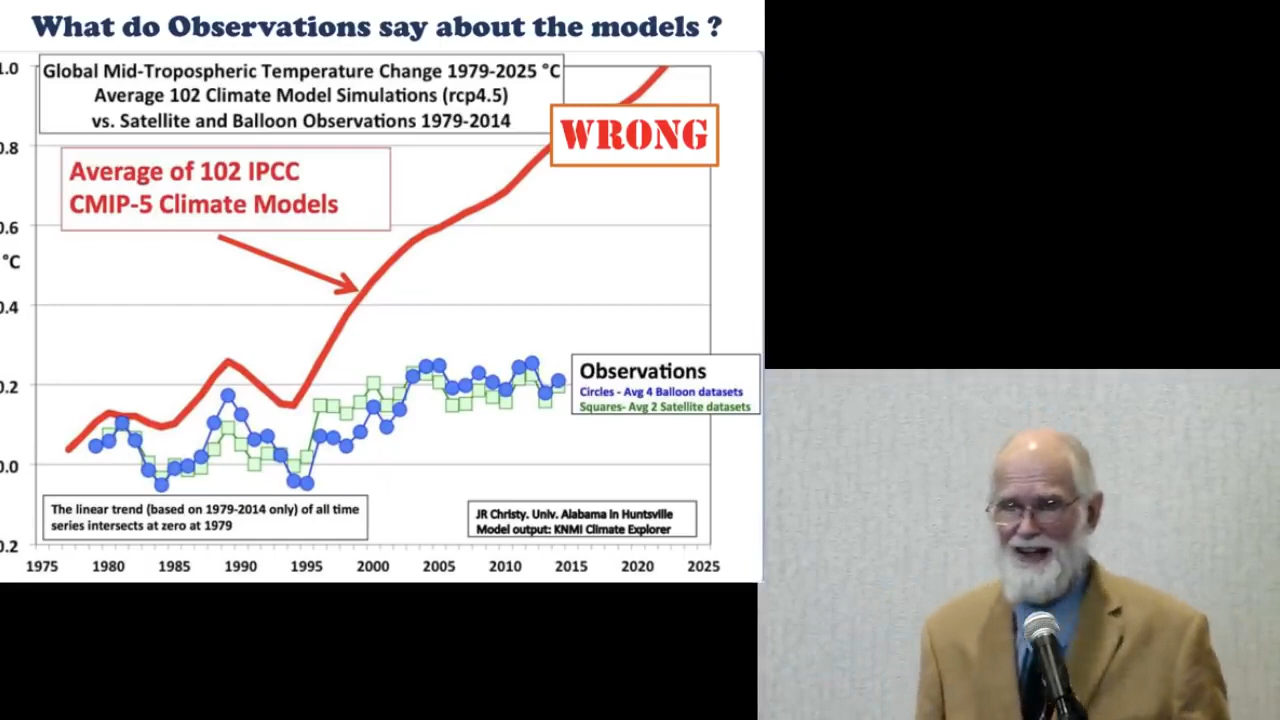 What do Observations say about the models ?
Global Mid-Tropospheric Temperature Change 1979-2025 °C
Average 102 Climate Model Simulations (rcp4.5)
vs. Satellite and Balloon Observations 1979-2014
WRONG
Average of 102 IPCC
CMIP-5 Climate Models
1.0
0.8
0.6
°C
0.4
0.2
0.0
0.2
Observations
Circles - Avg 4 Balloon datasets
Squares- Avg 2 Satellite datasets
The linear trend (based on 1979-2014 only) of all time
series intersects at zero at 1979
JR Christy. Univ. Alabama in Huntsville
Model output: KNMI Climate Explorer
1975 1980 1985 1990 1995 2000 2005 2010 2015 2020 2025